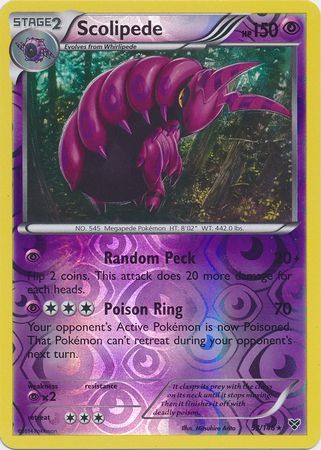 STAGE2
Scolipede
HP150
Evolves from Whirlipede
NO. 545 Megapede Pokémon HT: 8'02" WT: 442.0 lbs.
Random Peck 20+
Flip 2 coins. This attack does 20 more damage for
each heads.
Poison Ring 70
Your opponent's Active Pokémon is now Poisoned.
That Pokémon can't retreat during your opponent's
next turn.
weakness resistance
×2
retreat
It clasps its prey with the claws
on its neck until it stops moving.
Then it finishes it off with
deadly poison.
Illus. Mitsuhiro Arita
/146